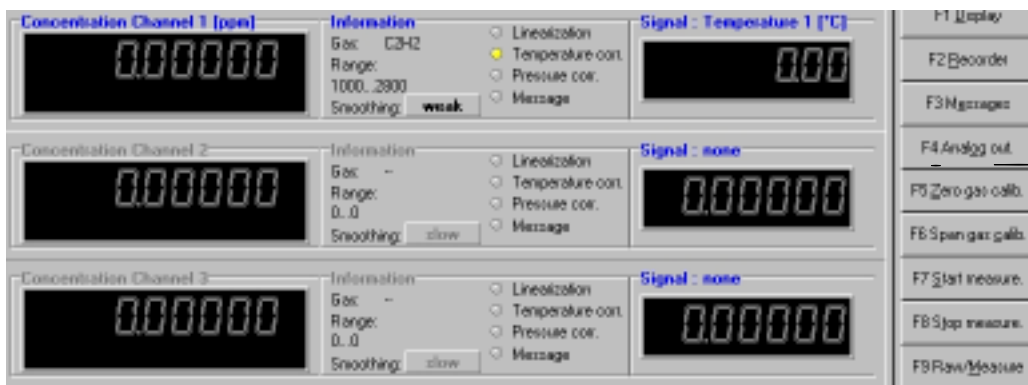 Concentration Channel 1 [ppm]
0.00000
Information
Gas: C2H2
Range:
1000...2800
Smoothing: weak
Linearization
Temperature corr.
Pressure corr.
Message
Signal : Temperature 1 [°C]
0.00
Concentration Channel 2
0.00000
Information
Gas: --
Range:
0...0
Smoothing: slow
Linearization
Temperature corr.
Pressure corr.
Message
Signal : none
0.00000
Concentration Channel 3
0.00000
Information
Gas: --
Range:
0...0
Smoothing: slow
Linearization
Temperature corr.
Pressure corr.
Message
Signal : none
0.00000
F1 Display
F2 Recorder
F3 Messages
F4 Analog out.
F5 Zero gas calib.
F6 Span gas calib.
F7 Start measure.
F8 Stop measure.
F9 Raw/Measure